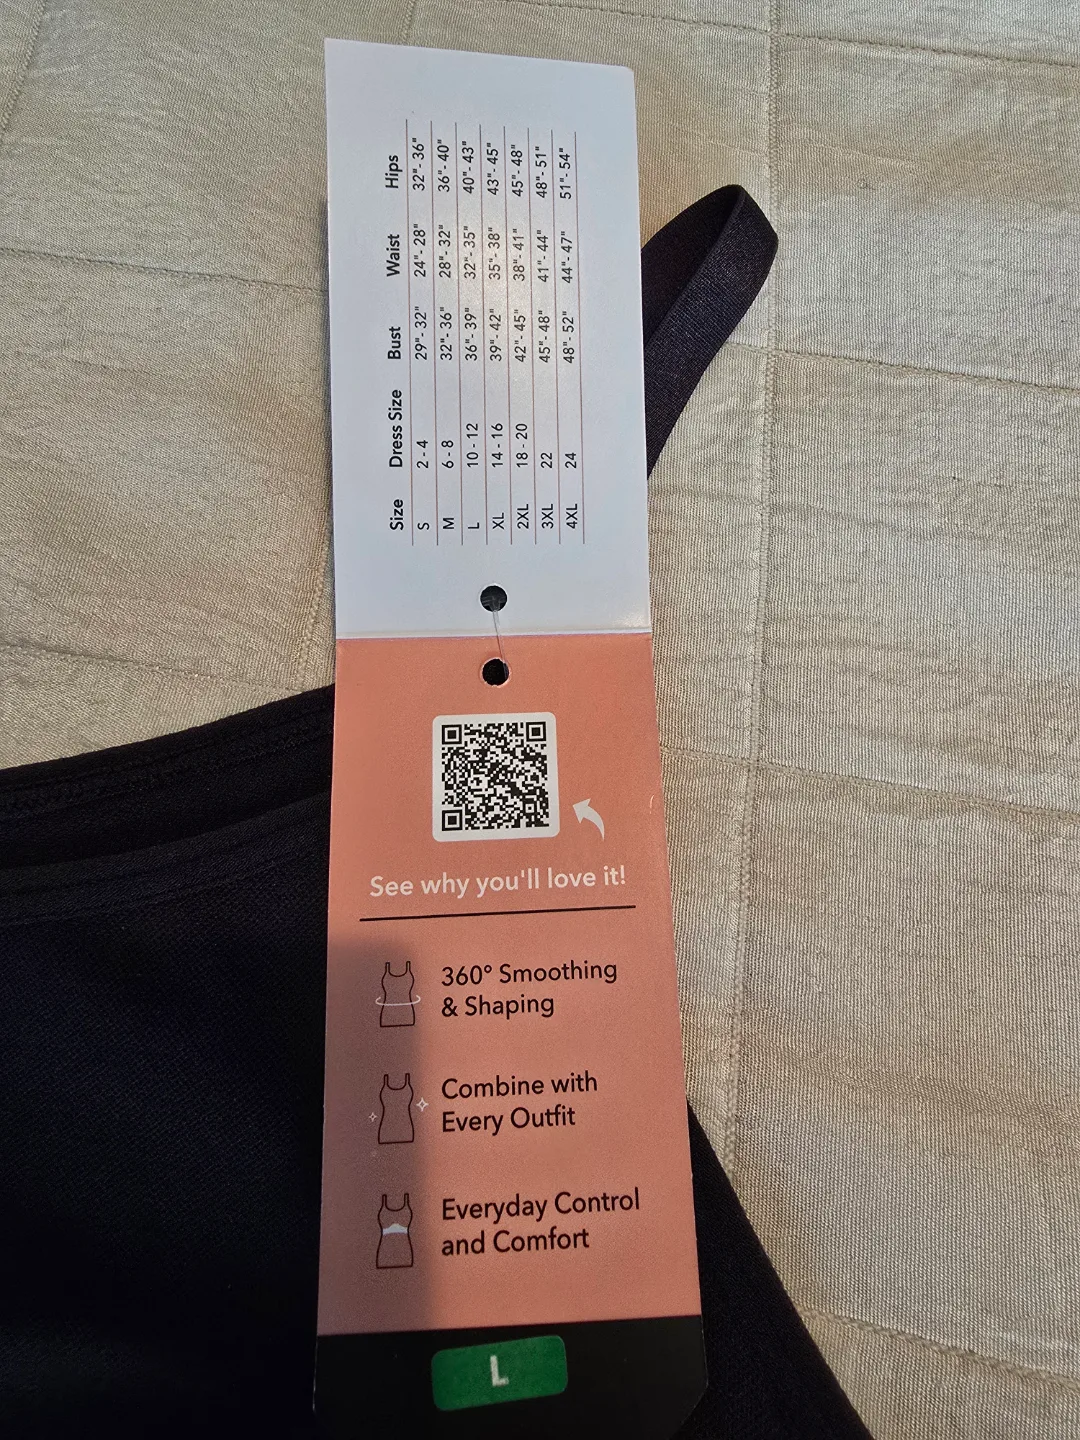 Size Dress Size Bust Waist Hips
S 2 - 4 29" - 32" 24" - 28" 32" - 36"
M 6 - 8 32" - 36" 28" - 32" 36" - 40"
L 10 - 12 36" - 39" 32" - 35" 40" - 43"
XL 14 - 16 39" - 42" 35" - 38" 43" - 45"
2XL 18 - 20 42" - 45" 38" - 41" 45" - 48"
3XL 22 45" - 48" 41" - 44" 48" - 51"
4XL 24 48" - 52" 44" - 47" 51" - 54"
See why you'll love it!
360° Smoothing
& Shaping
Combine with
Every Outfit
Everyday Control
and Comfort
L